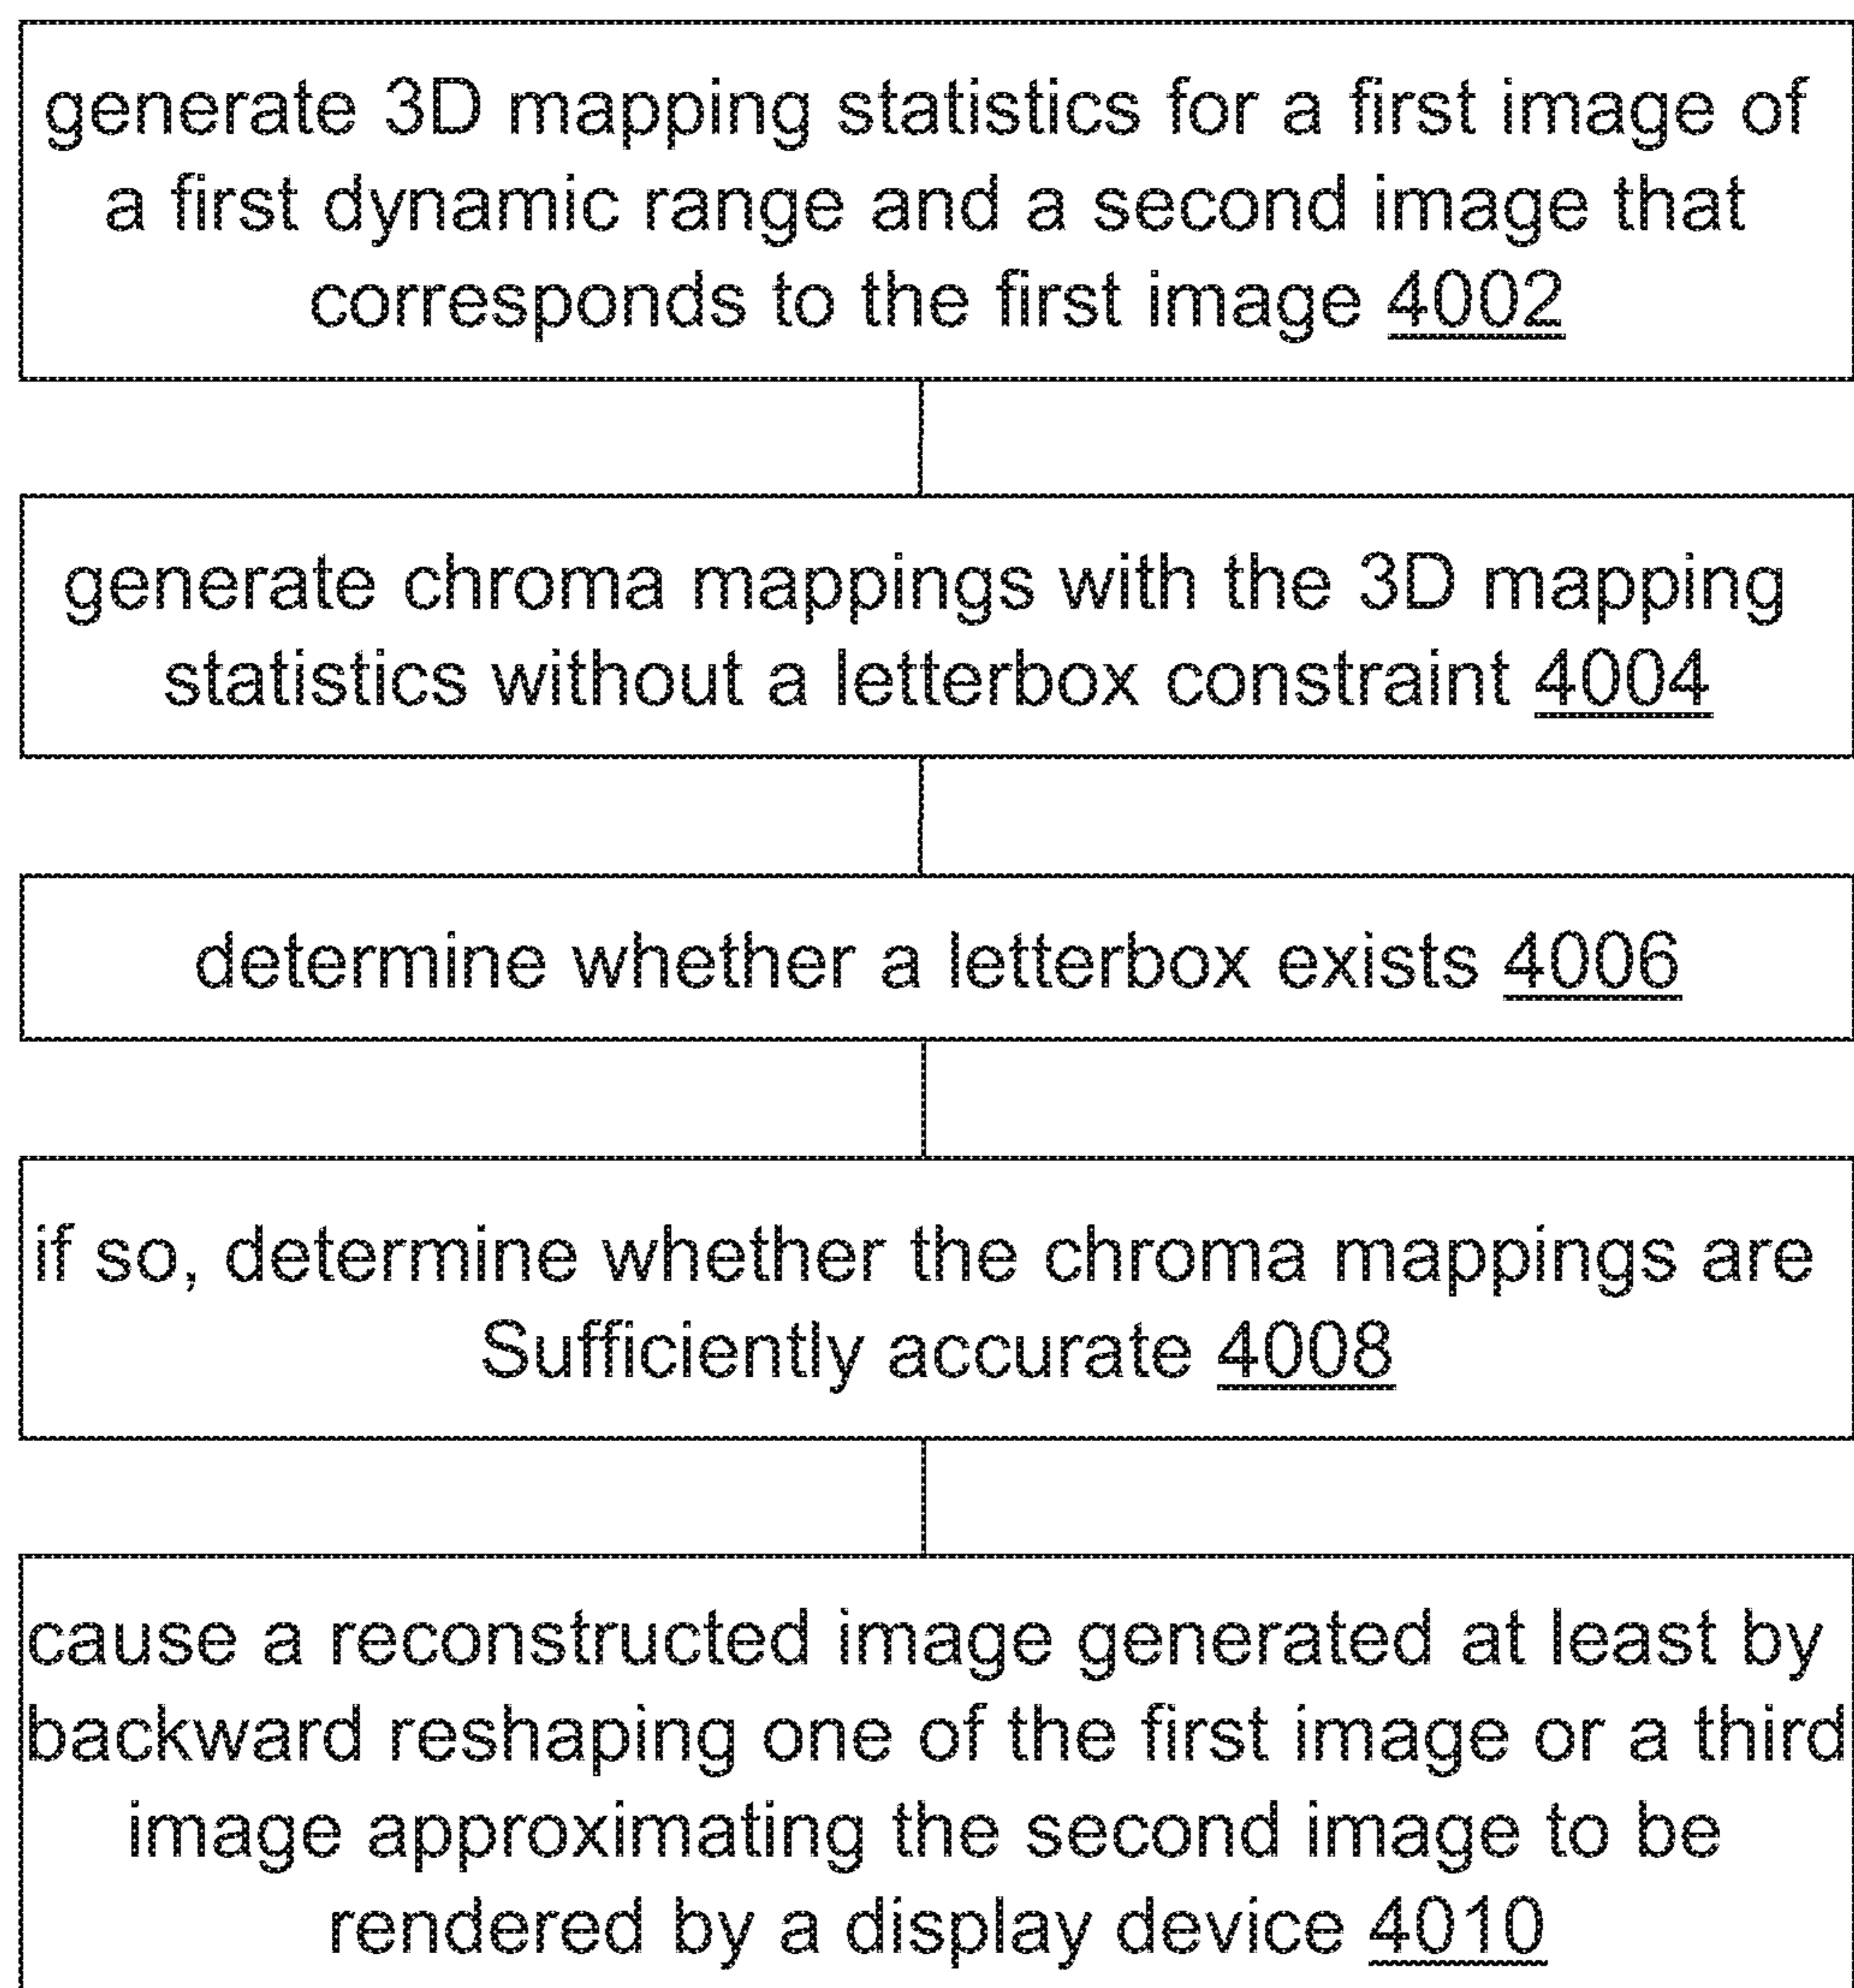 generate 3D mapping statistics for a first image of
a first dynamic range and a second image that
corresponds to the first image 4002
generate chroma mappings with the 3D mapping
statistics without a letterbox constraint 4004
determine whether a letterbox exists 4006
if so, determine whether the chroma mappings are
Sufficiently accurate 4008
cause a reconstructed image generated at least by
backward reshaping one of the first image or a third
image approximating the second image to be
rendered by a display device 4010